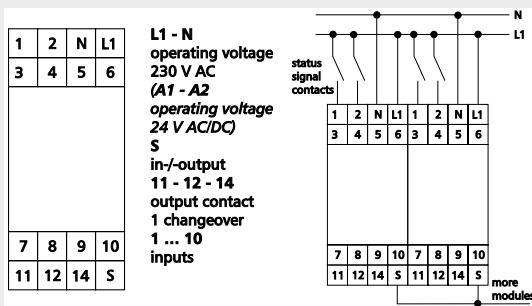 1 2 N L1
3 4 5 6
7 8 9 10
11 12 14 S
L1 - N
operating voltage
230 V AC
(A1 - A2
operating voltage
24 V AC/DC)
S
in-/-output
11 - 12 - 14
output contact
1 changeover
1 ... 10
inputs
N
L1
status
signal
contacts
1 2 N L1 1 2 N L1
3 4 5 6 3 4 5 6
7 8 9 10 7 8 9 10
11 12 14 S 11 12 14 S
more
modules